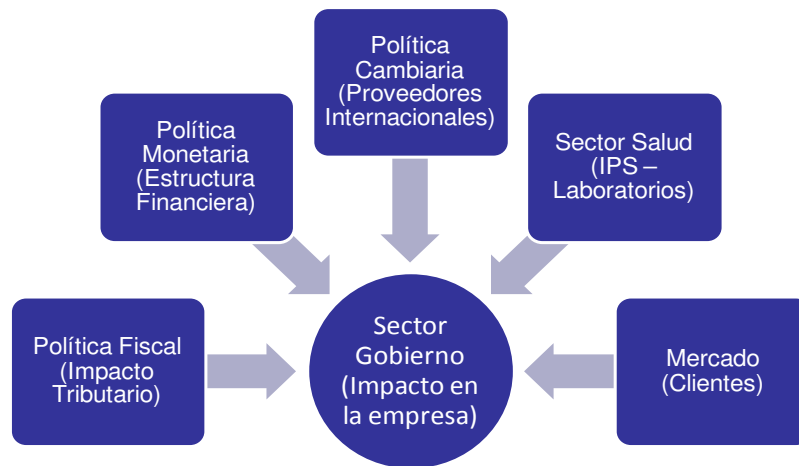 Política
Cambiaria
(Proveedores
Internacionales)
Política
Monetaria
(Estructura
Financiera)
Sector Salud
(IPS –
Laboratorios)
Política Fiscal
(Impacto
Tributario)
Sector
Gobierno
(Impacto en
la empresa)
Mercado
(Clientes)